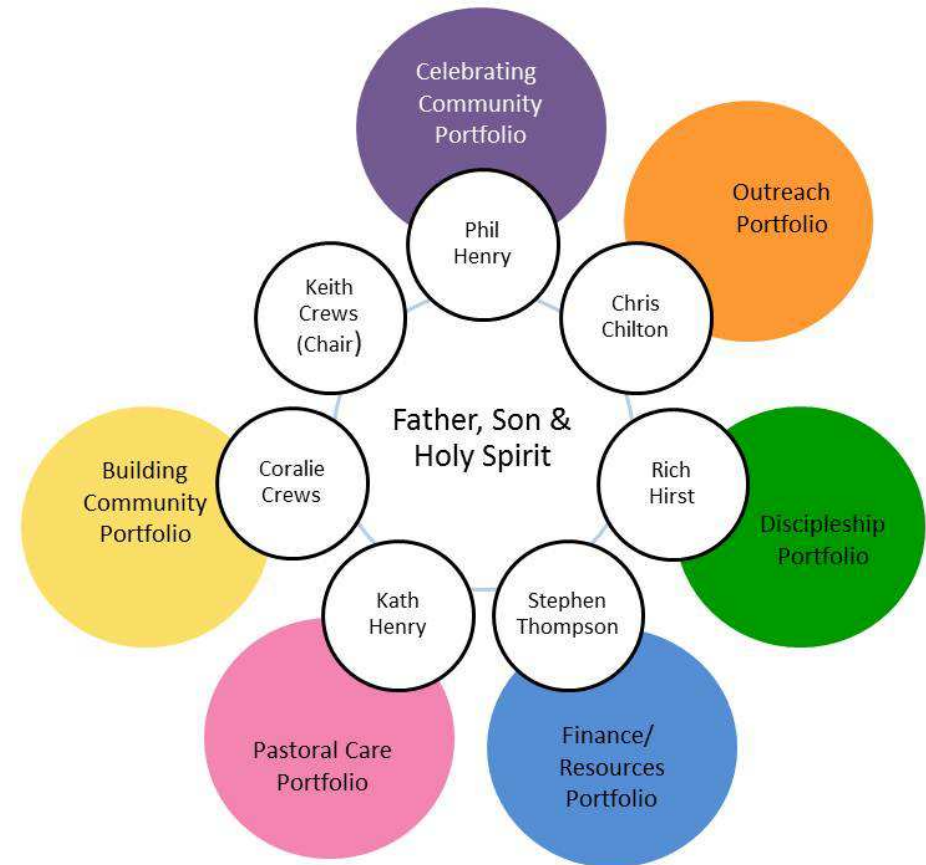 Celebrating
Community
Portfolio
Phil
Henry
Outreach
Portfolio
Chris
Chilton
Keith
Crews
(Chair)
Father, Son &
Holy Spirit
Rich
Hirst
Discipleship
Portfolio
Coralie
Crews
Building
Community
Portfolio
Kath
Henry
Stephen
Thompson
Pastoral Care
Portfolio
Finance/
Resources
Portfolio